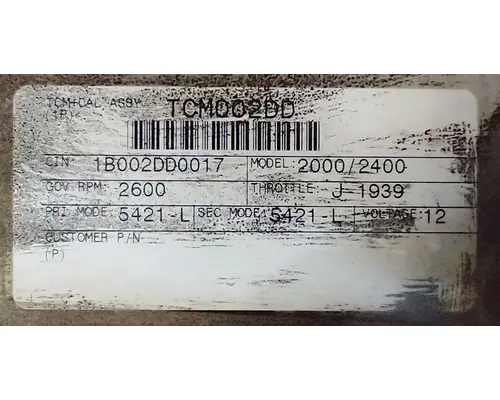 TCM+CAL ASSY TCM002DD
(1P)
CIN: 1B002DD0017 MODEL: 2000/2400
GOV RPM: 2600 THROTTLE: J-1939
PRI MODE: 5421-L SEC MODE: 5421-L VOLTAGE: 12
CUSTOMER P/N
(P)